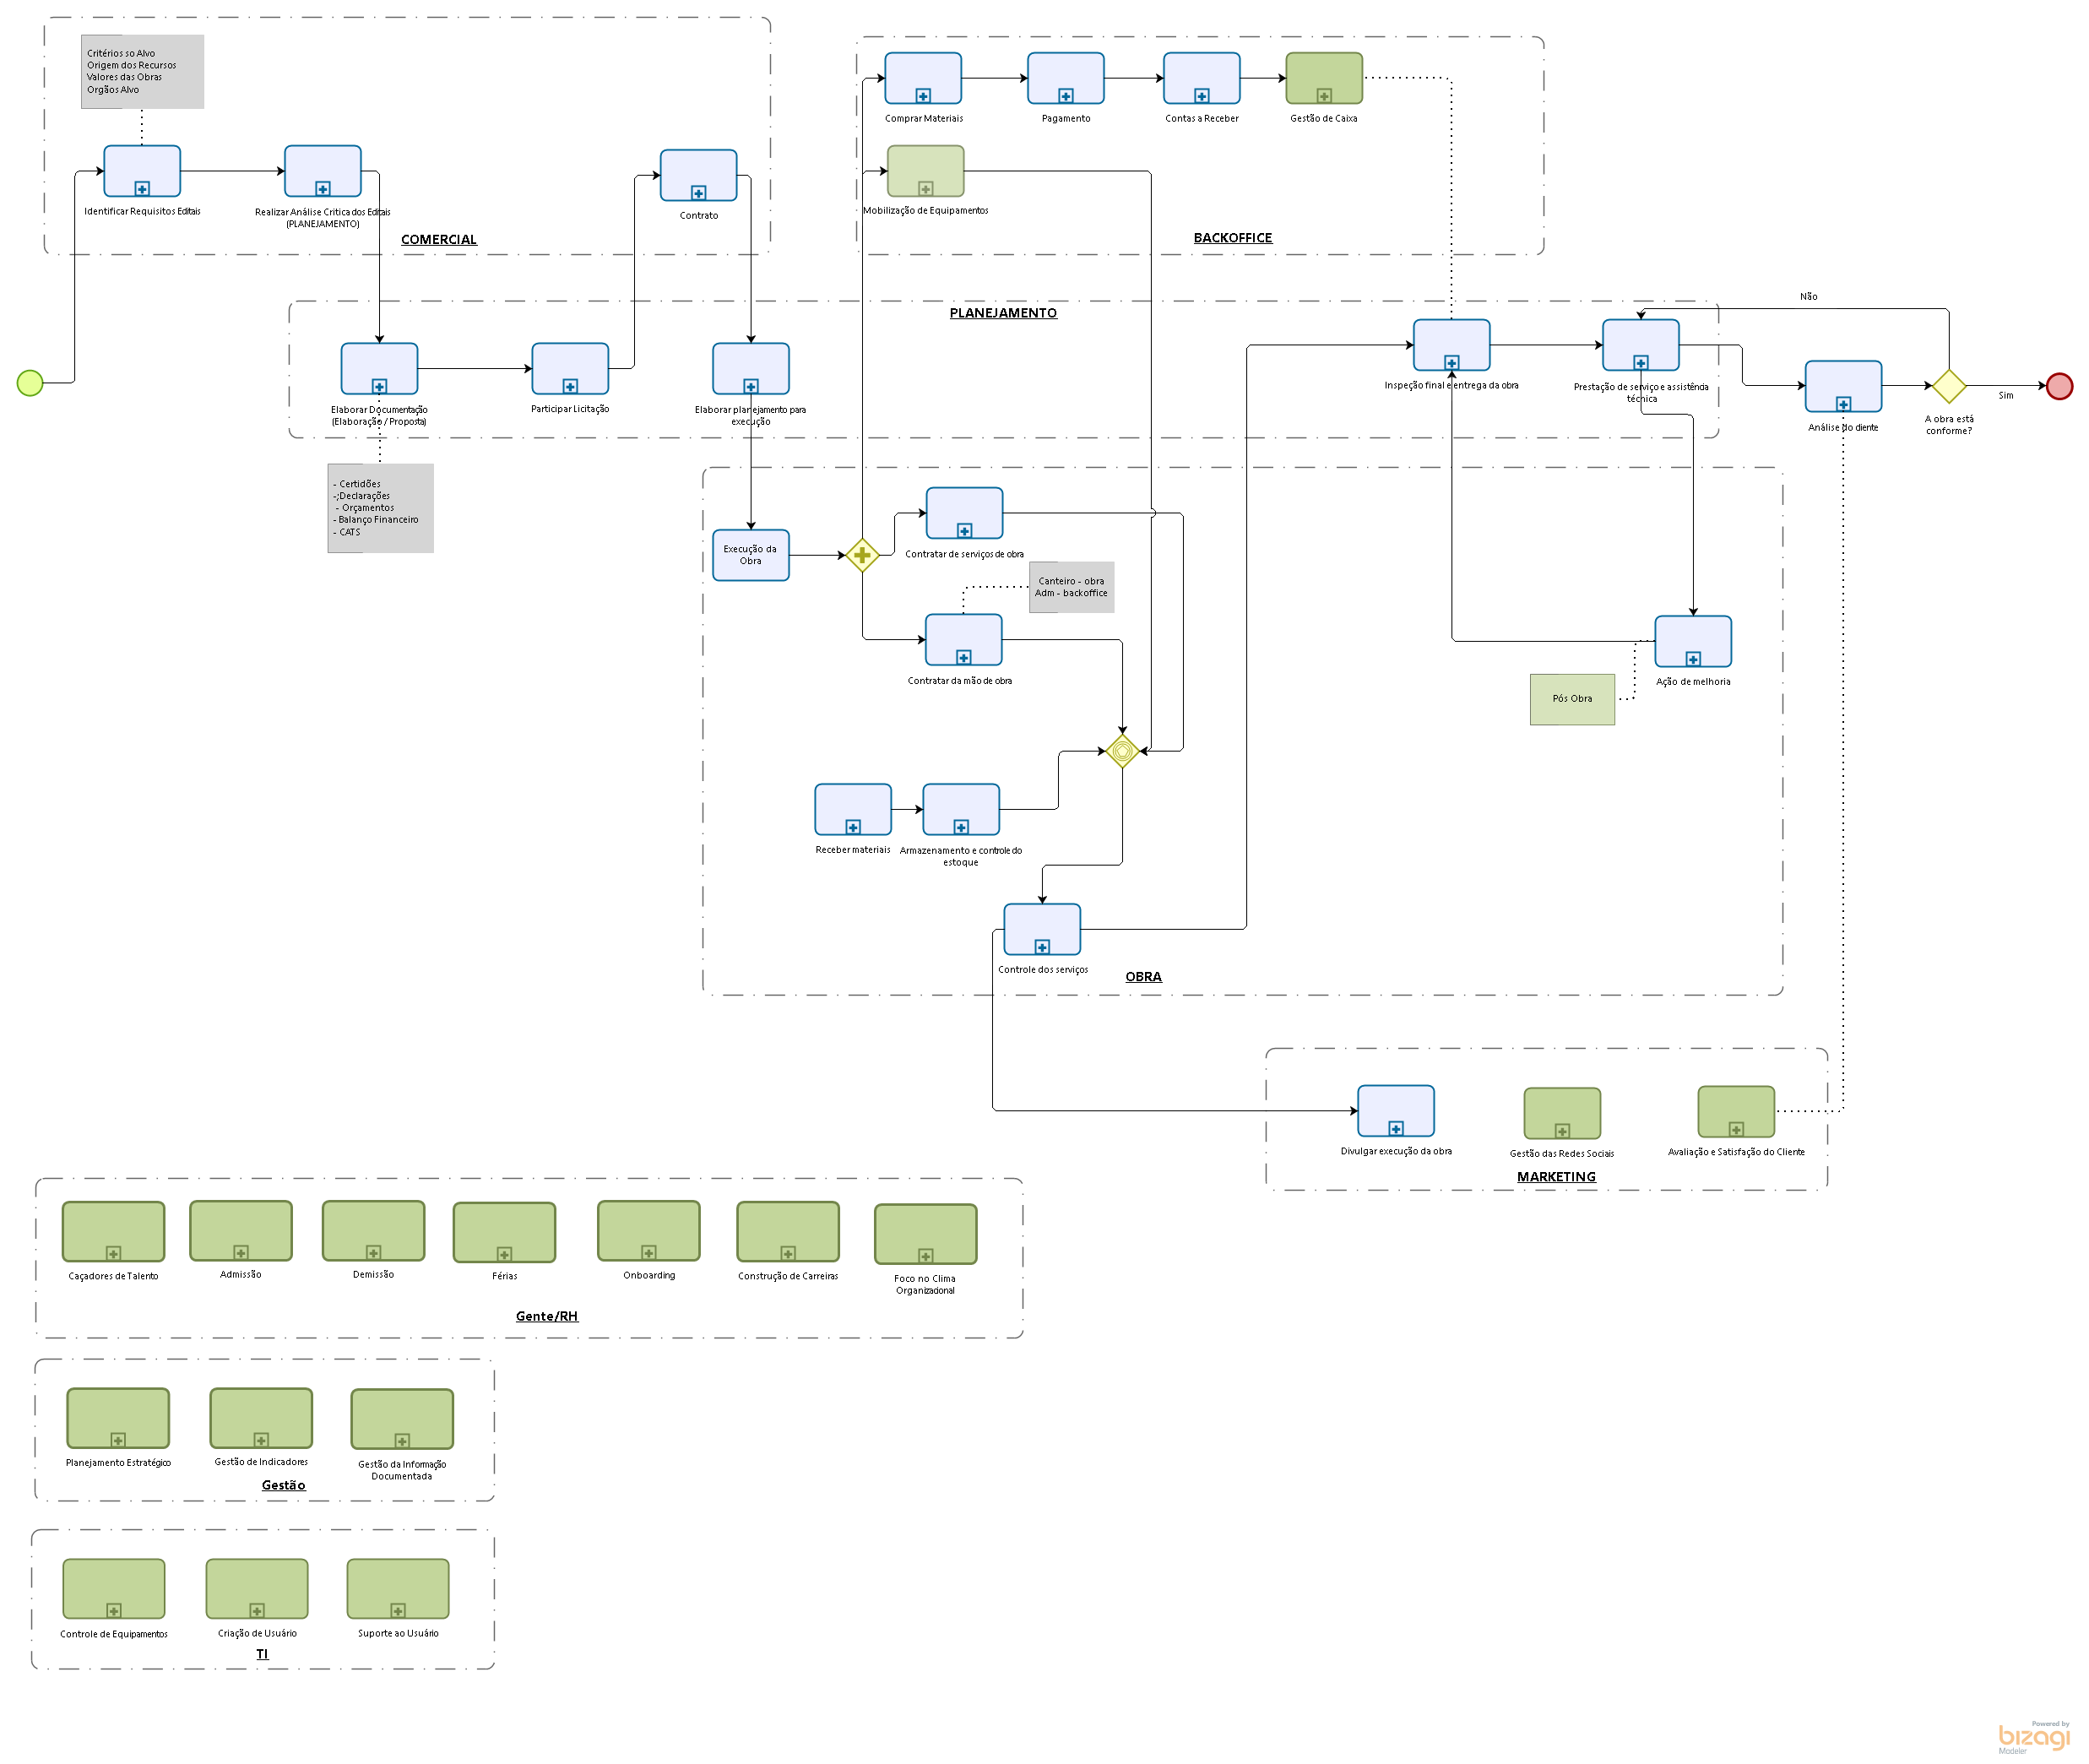 Critérios so Alvo
Origem dos Recursos
Valores das Obras
Orgãos Alvo
Identificar Requisitos Editais
Realizar Análise Critica dos Editais
(PLANEJAMENTO)
Contrato
COMERCIAL
Comprar Materiais
Pagamento
Contas a Receber
Gestão de Caixa
Mobilização de Equipamentos
BACKOFFICE
PLANEJAMENTO
Elaborar Documentação
(Elaboração / Proposta)
Participar Licitação
Elaborar planejamento para
execução
Inspeção final e entrega da obra
Prestação de serviço e assistência
técnica
Não
Análise do cliente
A obra está
conforme?
Sim
- Certidões
-;Declarações
- Orçamentos
- Balanço Financeiro
- CATS
Execução da
Obra
Contratar de serviços de obra
Canteiro - obra
Adm - backoffice
Contratar da mão de obra
Ação de melhoria
Pós Obra
Receber materiais
Armazenamento e controle do
estoque
Controle dos serviços
OBRA
Divulgar execução da obra
Gestão das Redes Sociais
Avaliação e Satisfação do Cliente
MARKETING
Caçadores de Talento
Admissão
Demissão
Férias
Onboarding
Construção de Carreiras
Foco no Clima
Organizacional
Gente/RH
Planejamento Estratégico
Gestão de Indicadores
Gestão da Informação
Documentada
Gestão
Controle de Equipamentos
Criação de Usuário
Suporte ao Usuário
TI
Powered by
bizagi
Modeler